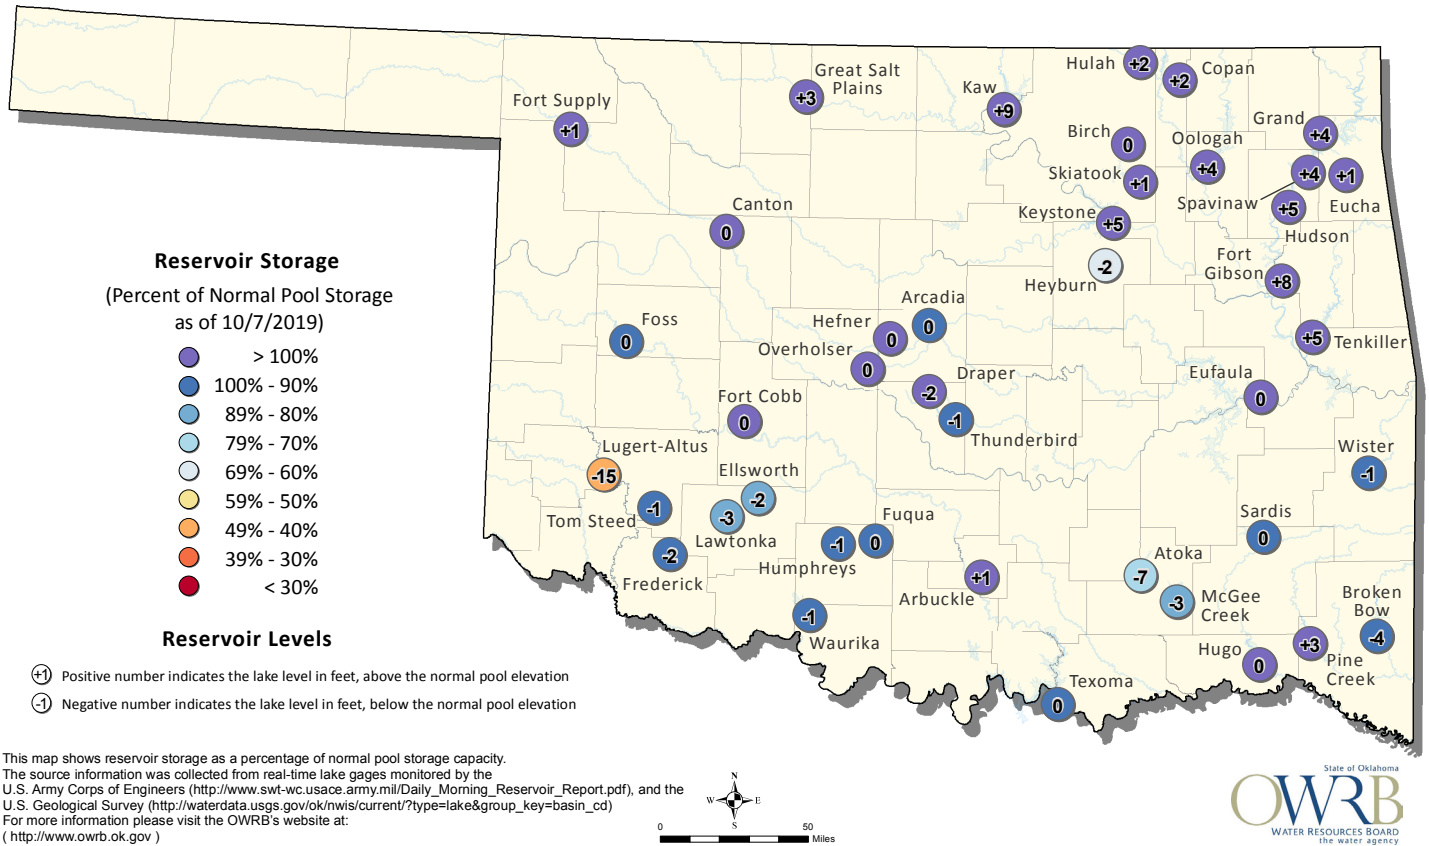 Hulah
+2
+2
Copan
Great Salt
Plains
+3
Kaw
+9
Fort Supply
+1
Grand
+4
Birch
0
Oologah
+4
Skiatook
+1
+4
+1
Spavinaw
Eucha
Canton
0
Keystone
+5
+5
Hudson
-2
Heyburn
Fort
Gibson
+8
Arcadia
0
Hefner
0
Foss
0
Overholser
0
+5
Tenkiller
Draper
-2
Eufaula
0
Fort Cobb
0
-1
Thunderbird
Lugert-Altus
-15
Wister
-1
Ellsworth
-2
-1
Tom Steed
-3
Lawtonka
Fuqua
0
-1
Humphreys
Sardis
0
-2
Frederick
Atoka
-7
+1
Arbuckle
-3
McGee
Creek
Broken
Bow
-4
-1
Waurika
Hugo
0
+3
Pine
Creek
Texoma
0
Reservoir Storage
(Percent of Normal Pool Storage
as of 10/7/2019)
> 100%
100% - 90%
89% - 80%
79% - 70%
69% - 60%
59% - 50%
49% - 40%
39% - 30%
< 30%
Reservoir Levels
+1 Positive number indicates the lake level in feet, above the normal pool elevation
-1 Negative number indicates the lake level in feet, below the normal pool elevation
This map shows reservoir storage as a percentage of normal pool storage capacity.
The source information was collected from real-time lake gages monitored by the
U.S. Army Corps of Engineers (http://www.swt-wc.usace.army.mil/Daily_Morning_Reservoir_Report.pdf), and the
U.S. Geological Survey (http://waterdata.usgs.gov/ok/nwis/current/?type=lake&group_key=basin_cd)
For more information please visit the OWRB's website at:
( http://www.owrb.ok.gov )
N
W E
S
0 50
Miles
State of Oklahoma
OWRB
WATER RESOURCES BOARD
the water agency